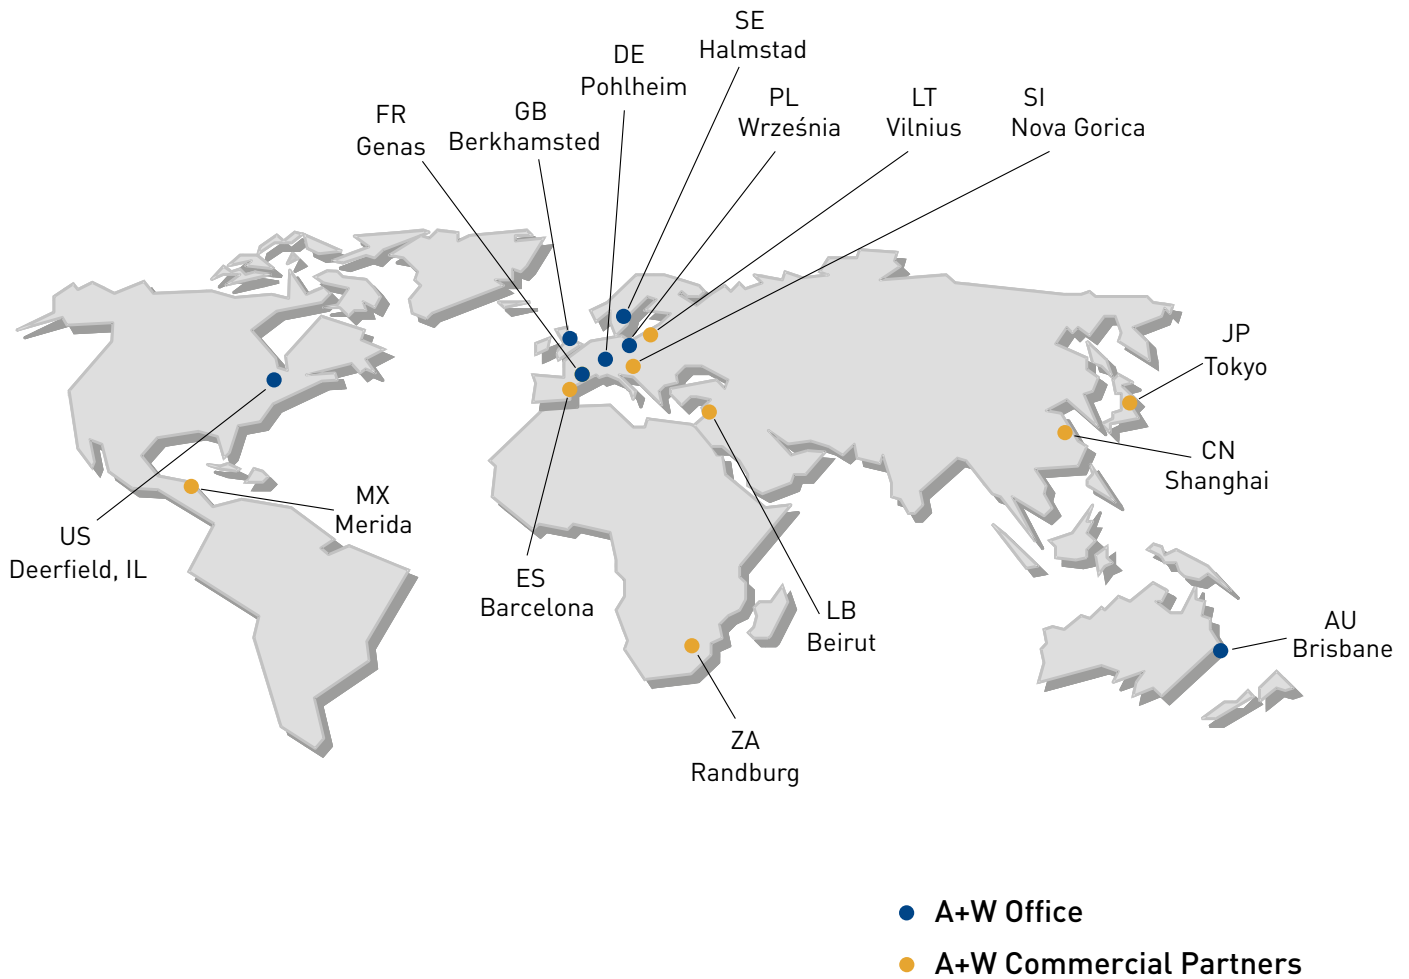 SE
Halmstad
DE
Pohlheim
PL
Września
LT
Vilnius
SI
Nova Gorica
FR
Genas
GB
Berkhamsted
JP
Tokyo
CN
Shanghai
MX
Merida
US
Deerfield, IL
ES
Barcelona
LB
Beirut
AU
Brisbane
ZA
Randburg
A+W Office
A+W Commercial Partners